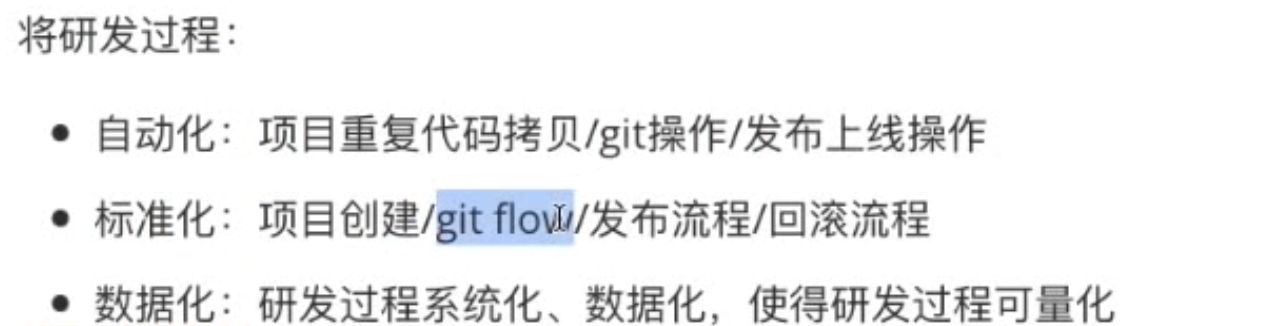 将研发过程：
• 自动化：项目重复代码拷贝/git操作/发布上线操作
• 标准化：项目创建/git flow/发布流程/回滚流程
• 数据化：研发过程系统化、数据化，使得研发过程可量化